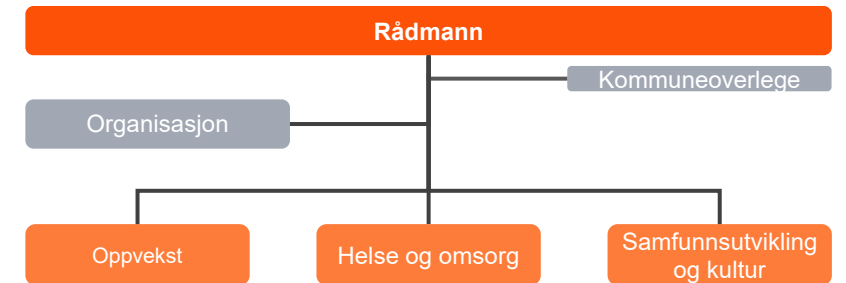 Rådmann
Kommuneoverlege
Organisasjon
Oppvekst
Helse og omsorg
Samfunnsutvikling
og kultur